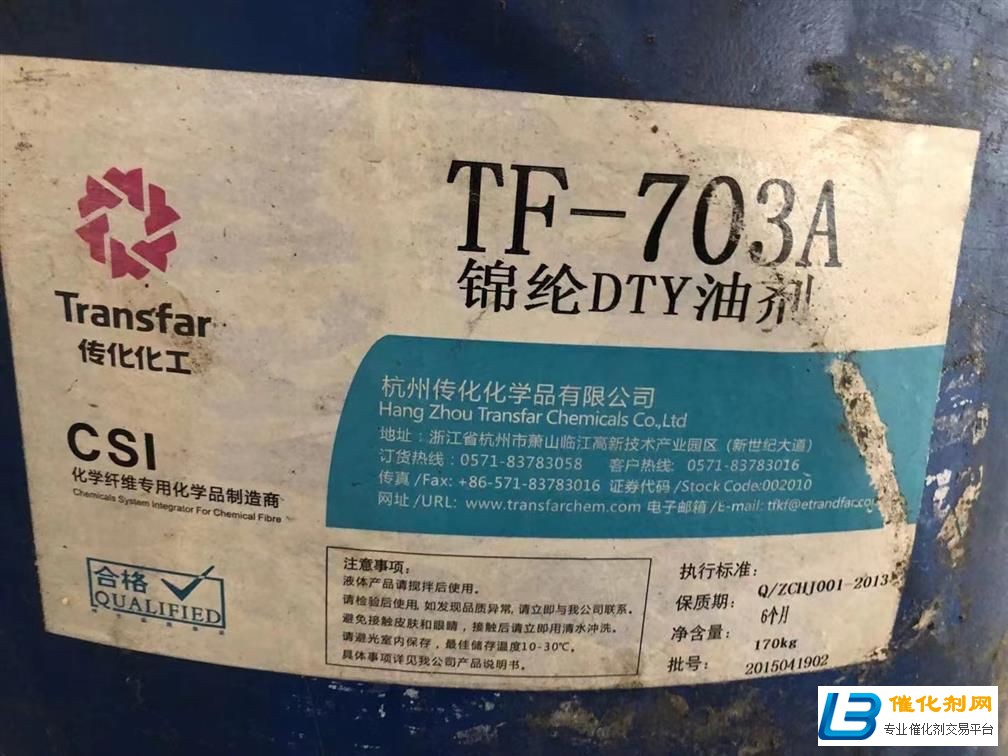 TF-703A
锦纶DTY油剂
Transfar
传化化工
CSI
化学纤维专用化学品制造商
Chemicals System Integrator For Chemical Fibre
合格
QUALIFIED
杭州传化化学品有限公司
Hang Zhou Transfar Chemicals Co.,Ltd
地址：浙江省杭州市萧山临江高新技术产业园区（新世纪大道）
订货热线：0571-83783058 客户热线: 0571-83783016
传真/Fax: +86-571-83783016 证券代码/Stock Code:002010
网址/URL: www.transfarchem.com 电子邮箱/E-mail:
注意事项:
液体产品请搅拌后使用。
请检验后使用,如发现品质异常,请立即与我公司联系。
避免接触皮肤和眼睛，接触后请立即用清水冲洗。
请避光室内保存，最佳储存温度10-30℃。
具体事项详见我公司产品说明书。
执行标准: Q/ZCHJ001-2013
保质期: 6个月
净含量: 170kg
批号: 2015041902
催化剂网
专业催化剂交易平台